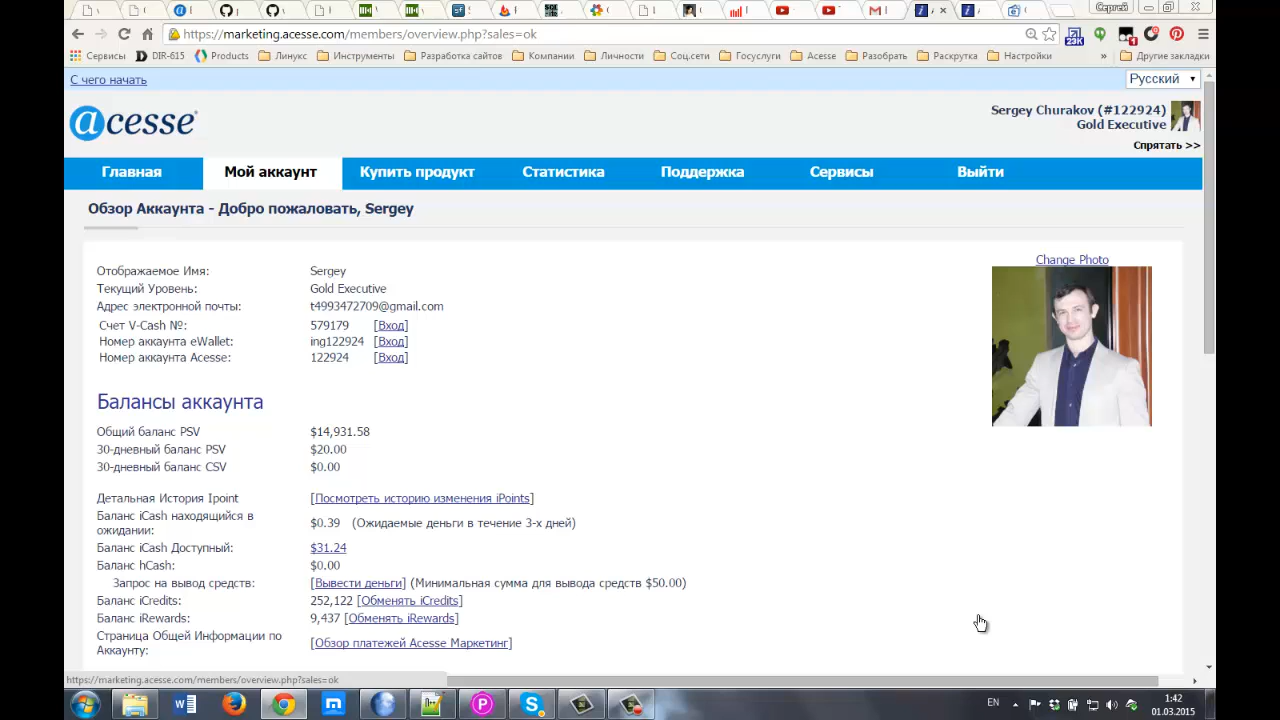 Сергей
https://marketing.acesse.com/members/overview.php?sales=ok
23K
1
Сервисы DIR-615 Products Линукс Инструменты Разработка сайтов Компании Личности Соц.сети Госуслуги Acesse Разобрать Раскрутка Настройки » Другие закладки
С чего начать
Русский
acesse
Sergey Churakov (#122924)
Gold Executive
Спрятать >>
Главная Мой аккаунт Купить продукт Статистика Поддержка Сервисы Выйти
Обзор Аккаунта - Добро пожаловать, Sergey
Change Photo
Отображаемое Имя: Sergey
Текущий Уровень: Gold Executive
Адрес электронной почты: t4993472709@gmail.com
Счет V-Cash №: 579179 [Вход]
Номер аккаунта eWallet: ing122924 [Вход]
Номер аккаунта Acesse: 122924 [Вход]
Балансы аккаунта
Общий баланс PSV $14,931.58
30-дневный баланс PSV $20.00
30-дневный баланс CSV $0.00
Детальная История Ipoint [Посмотреть историю изменения iPoints]
Баланс iCash находящийся в
ожидании: $0.39 (Ожидаемые деньги в течение 3-х дней)
Баланс iCash Доступный: $31.24
Баланс hCash: $0.00
Запрос на вывод средств: [Вывести деньги] (Минимальная сумма для вывода средств $50.00)
Баланс iCredits: 252,122 [Обменять iCredits]
Баланс iRewards: 9,437 [Обменять iRewards]
Страница Общей Информации по
Аккаунту: [Обзор платежей Acesse Маркетинг]
https://marketing.acesse.com/members/overview.php?sales=ok
EN
1:42
01.03.2015